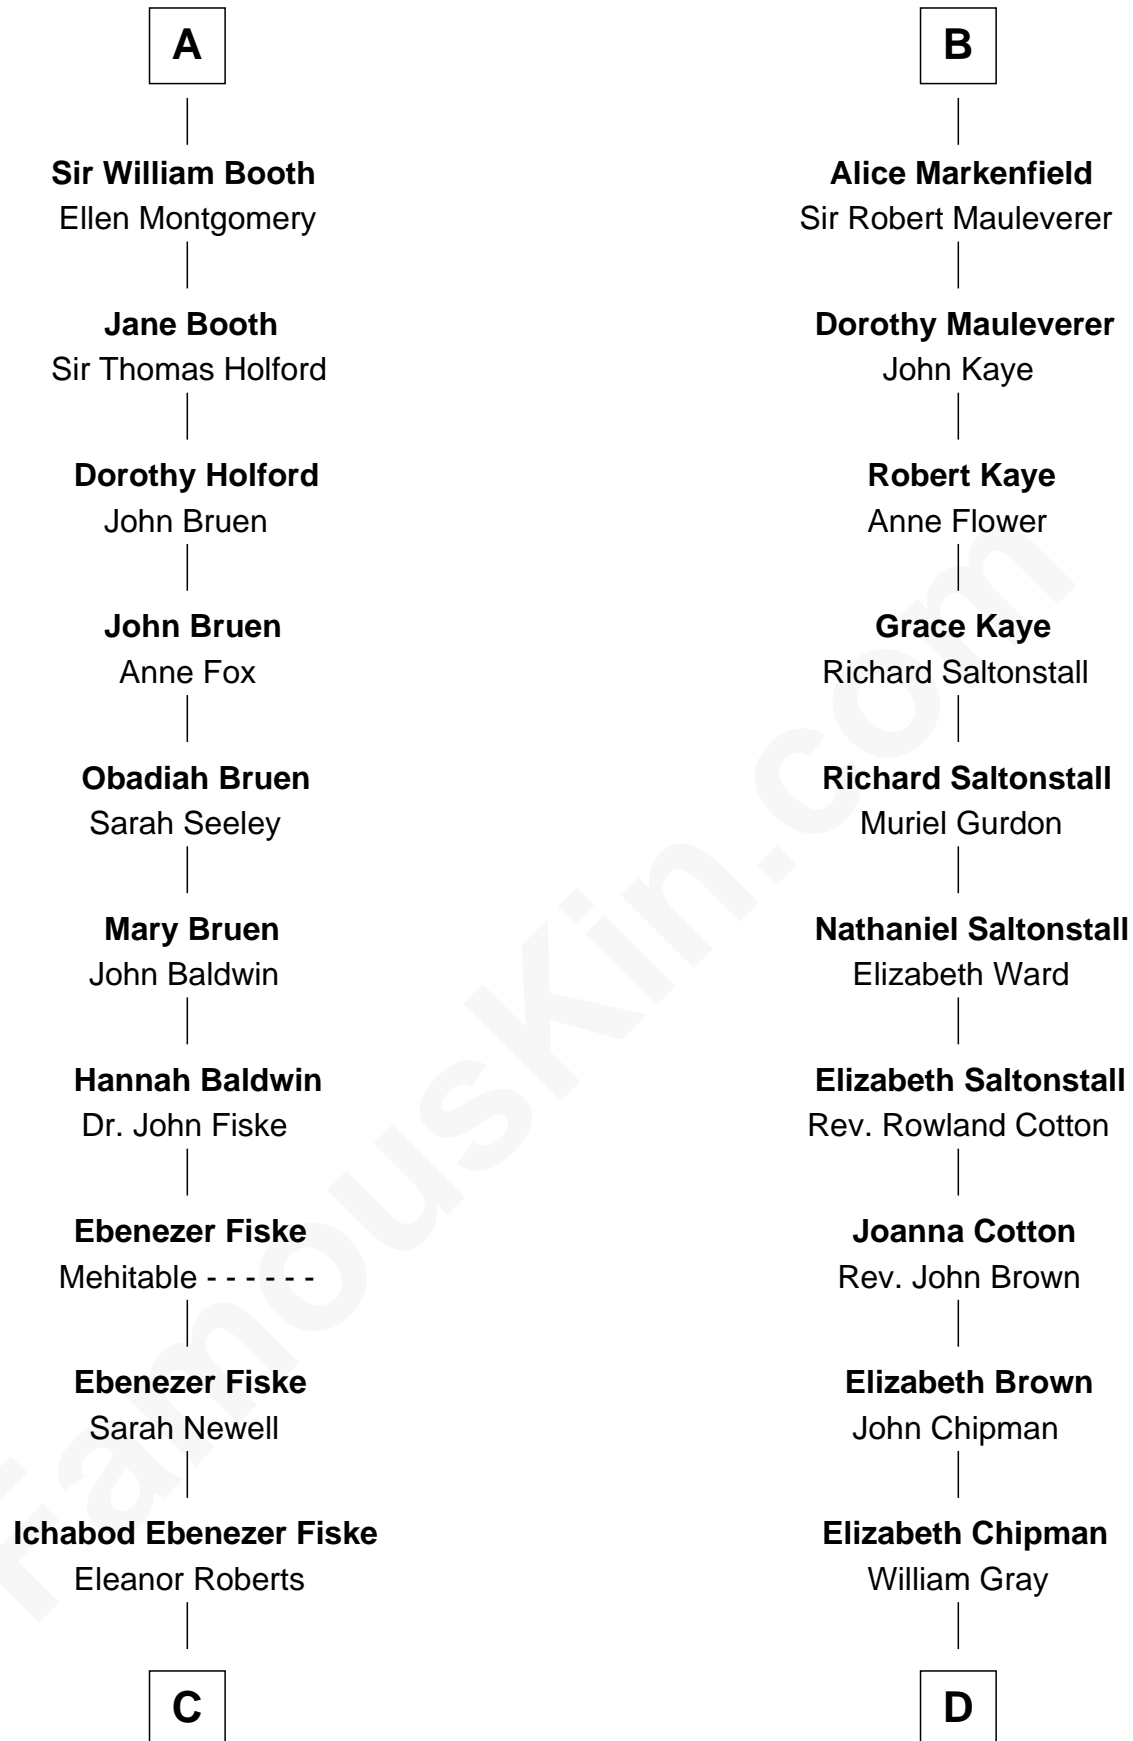 A
Sir William Booth
Ellen Montgomery
Jane Booth
Sir Thomas Holford
Dorothy Holford
John Bruen
John Bruen
Anne Fox
Obadiah Bruen
Sarah Seeley
Mary Bruen
John Baldwin
Hannah Baldwin
Dr. John Fiske
Ebenezer Fiske
Mehitable - - - - - -
Ebenezer Fiske
Sarah Newell
Ichabod Ebenezer Fiske
Eleanor Roberts
C
B
Alice Markenfield
Sir Robert Mauleverer
Dorothy Mauleverer
John Kaye
Robert Kaye
Anne Flower
Grace Kaye
Richard Saltonstall
Richard Saltonstall
Muriel Gurdon
Nathaniel Saltonstall
Elizabeth Ward
Elizabeth Saltonstall
Rev. Rowland Cotton
Joanna Cotton
Rev. John Brown
Elizabeth Brown
John Chipman
Elizabeth Chipman
William Gray
D
FamousKin.com